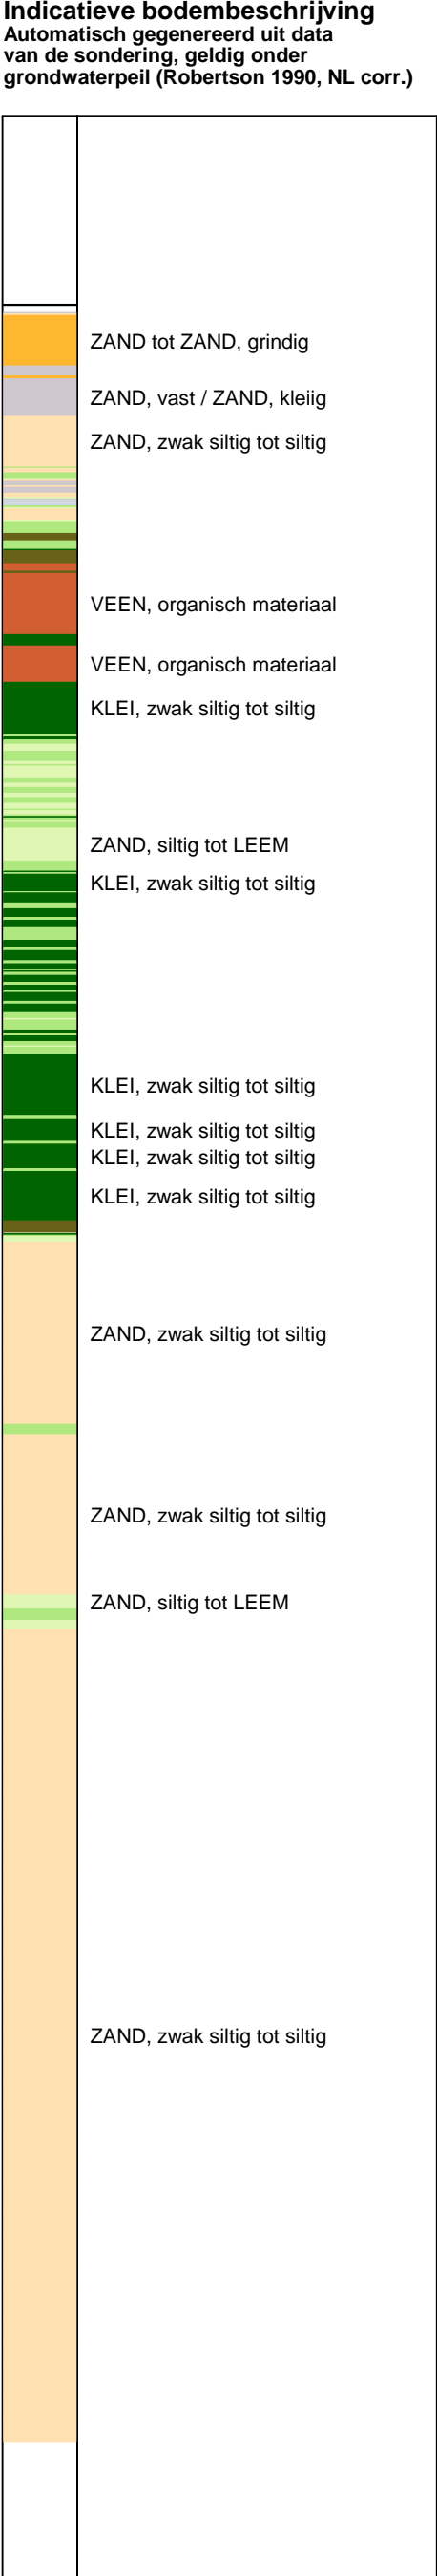 Indicatieve bodembeschrijving
Automatisch gegenereerd uit data
van de sondering, geldig onder
grondwaterpeil (Robertson 1990, NL corr.)
ZAND tot ZAND, grindig
ZAND, vast / ZAND, kleiig
ZAND, zwak siltig tot siltig
VEEN, organisch materiaal
VEEN, organisch materiaal
KLEI, zwak siltig tot siltig
ZAND, siltig tot LEEM
KLEI, zwak siltig tot siltig
KLEI, zwak siltig tot siltig
KLEI, zwak siltig tot siltig
KLEI, zwak siltig tot siltig
KLEI, zwak siltig tot siltig
ZAND, zwak siltig tot siltig
ZAND, zwak siltig tot siltig
ZAND, siltig tot LEEM
ZAND, zwak siltig tot siltig